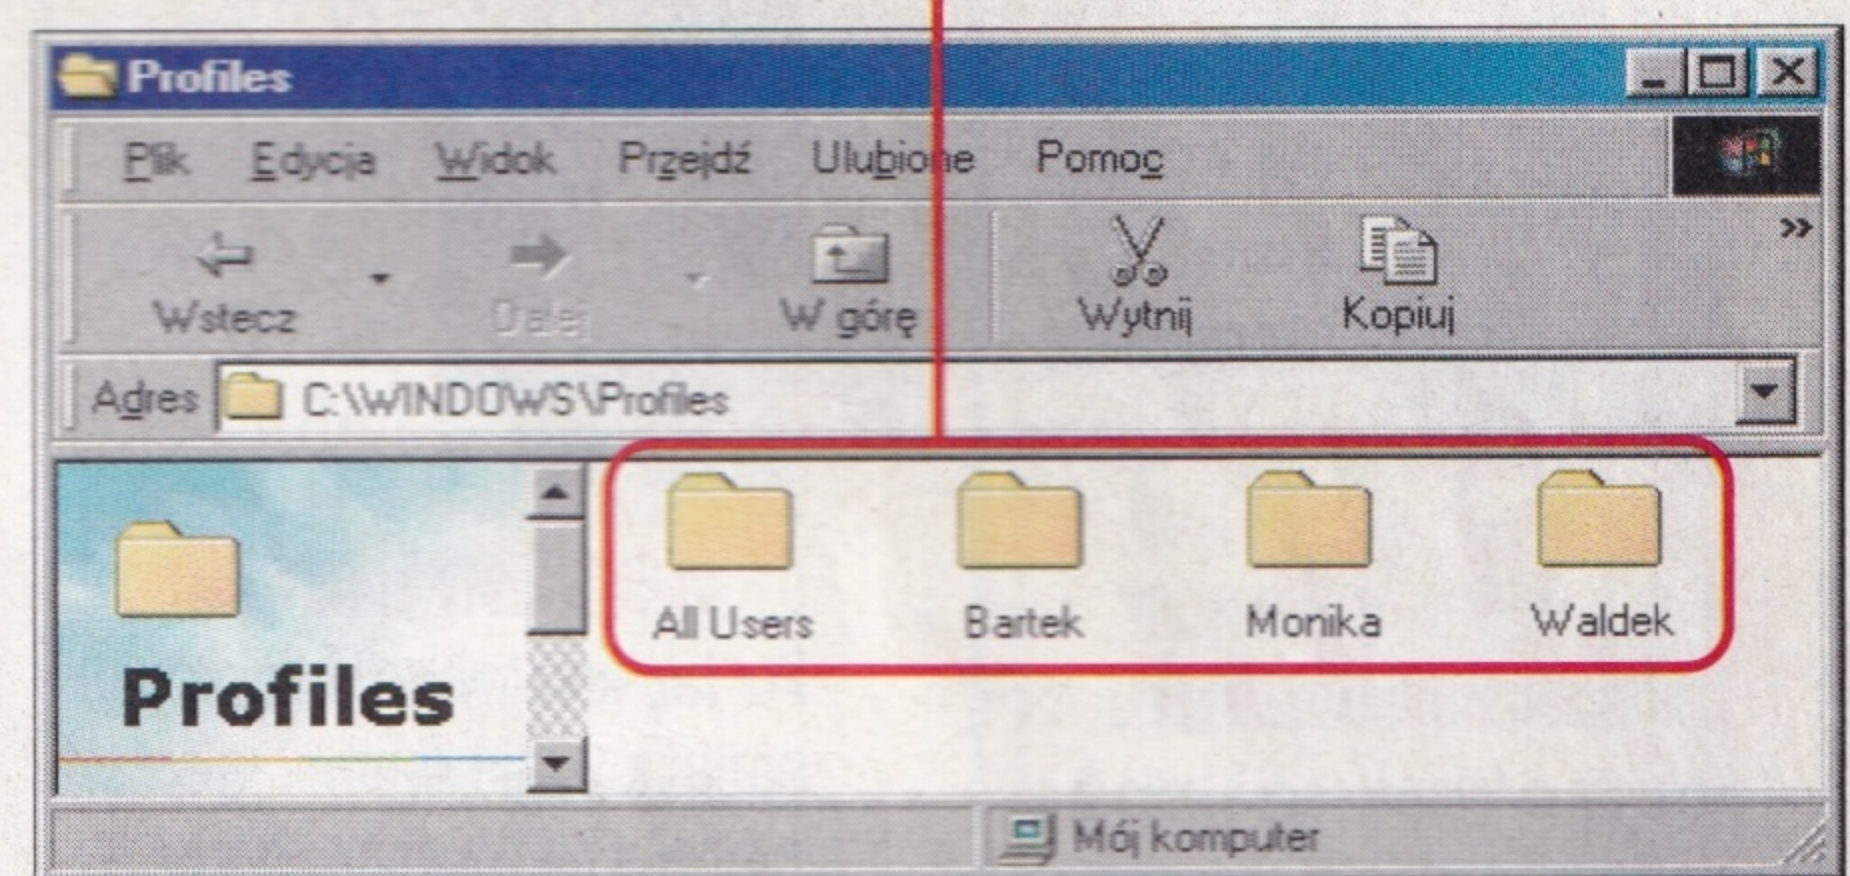 Profiles
Plik Edycja Widok Przejdź Ulubione Pomoc
Wstecz Dalej W górę Wytnij Kopiuj »
Adres C:\WINDOWS\Profiles
All Users Bartek Monika Waldek
Profiles
Mój komputer